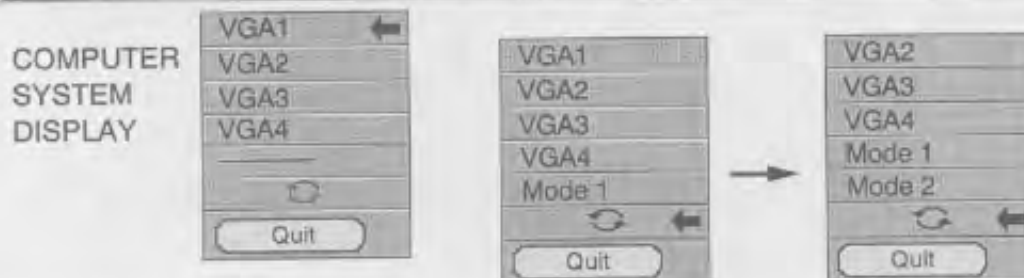 COMPUTER
SYSTEM
DISPLAY
VGA1
VGA2
VGA3
VGA4
Quit
VGA1
VGA2
VGA3
VGA4
Mode 1
Quit
VGA2
VGA3
VGA4
Mode 1
Mode 2
Quit